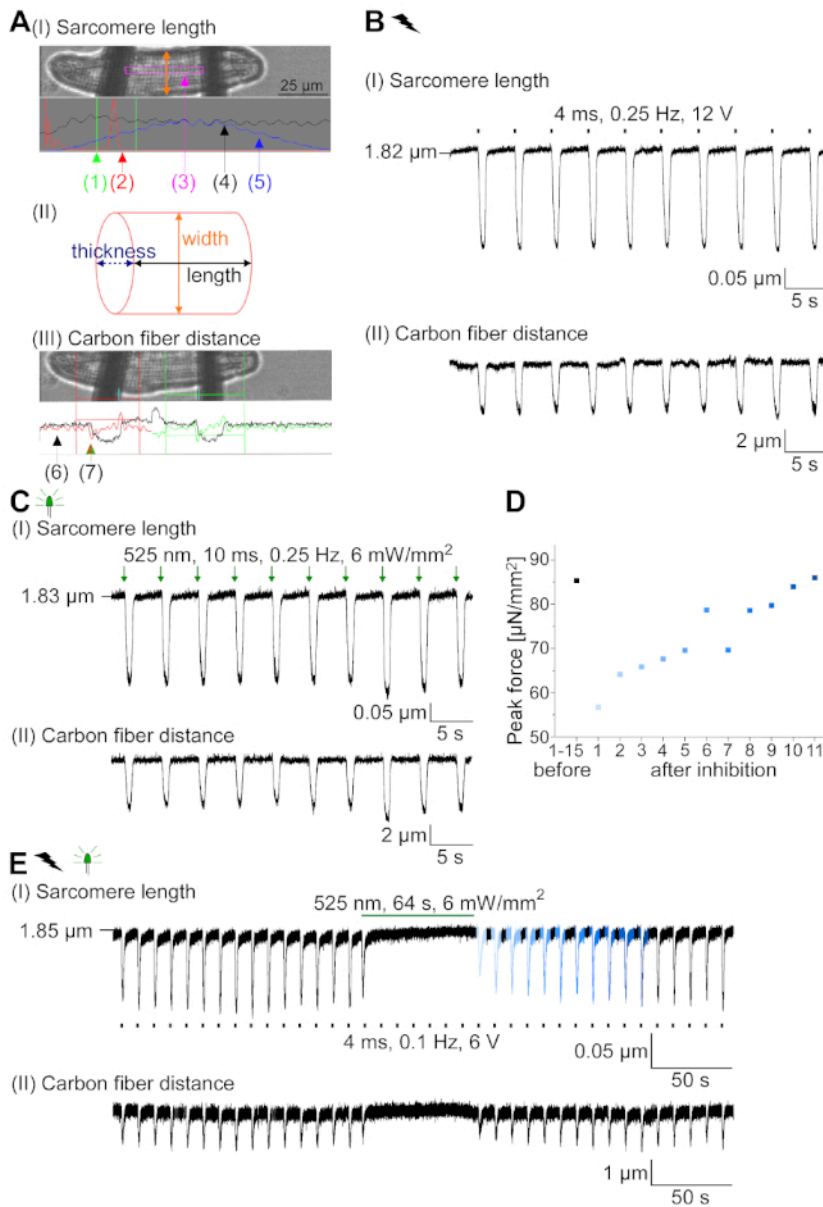 A
(I) Sarcomere length
25 µm
(1) (2) (3) (4) (5)
(II)
thickness
width
length
(III) Carbon fiber distance
(6) (7)
B
(I) Sarcomere length
4 ms, 0.25 Hz, 12 V
1.82 µm
0.05 µm
5 s
(II) Carbon fiber distance
2 µm
5 s
C
(I) Sarcomere length
525 nm, 10 ms, 0.25 Hz, 6 mW/mm²
1.83 µm
0.05 µm
5 s
(II) Carbon fiber distance
2 µm
5 s
D
Peak force [µN/mm²]
90
80
70
60
50
1-15 1 2 3 4 5 6 7 8 9 10 11
before after inhibition
E
(I) Sarcomere length
525 nm, 64 s, 6 mW/mm²
1.85 µm
4 ms, 0.1 Hz, 6 V
0.05 µm
50 s
(II) Carbon fiber distance
1 µm
50 s